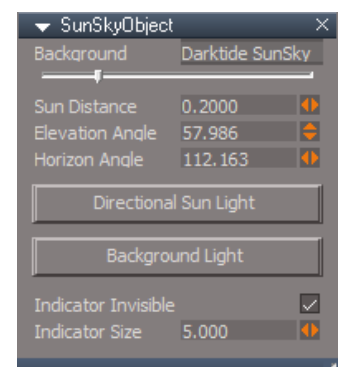 SunSkyObject
Background Darktide SunSky
Sun Distance 0.2000
Elevation Angle 57.986
Horizon Angle 112.163
Directional Sun Light
Background Light
Indicator Invisible
Indicator Size 5.000